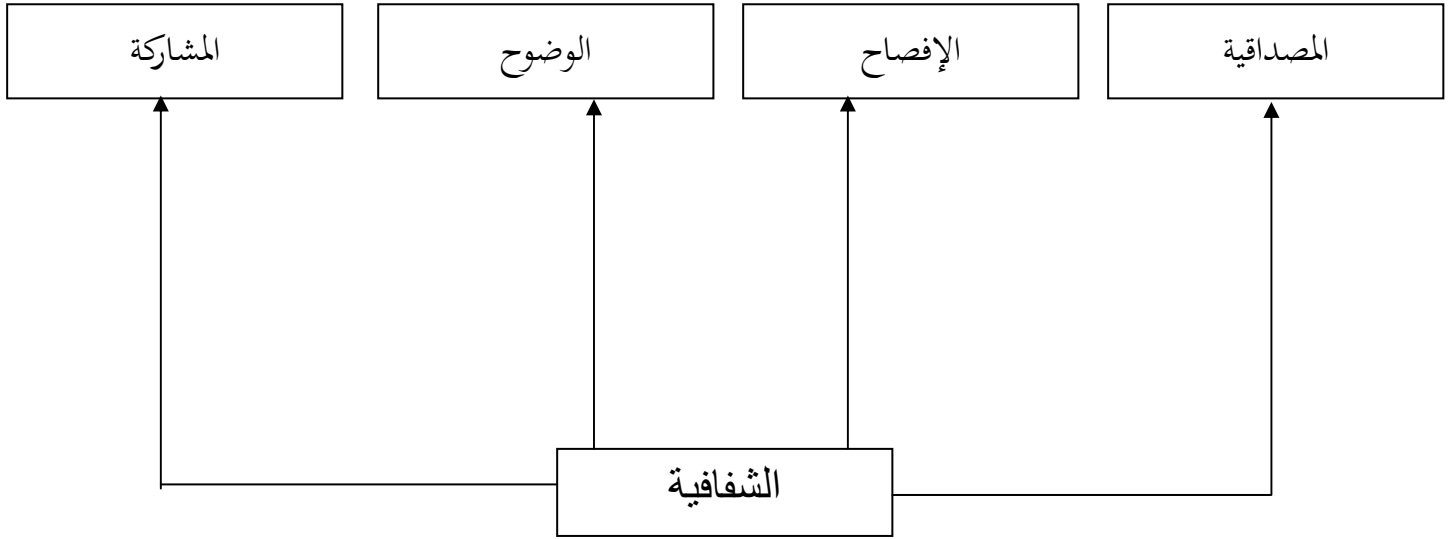 المصداقية
الإفصاح
الوضوح
المشاركة
الشفافية